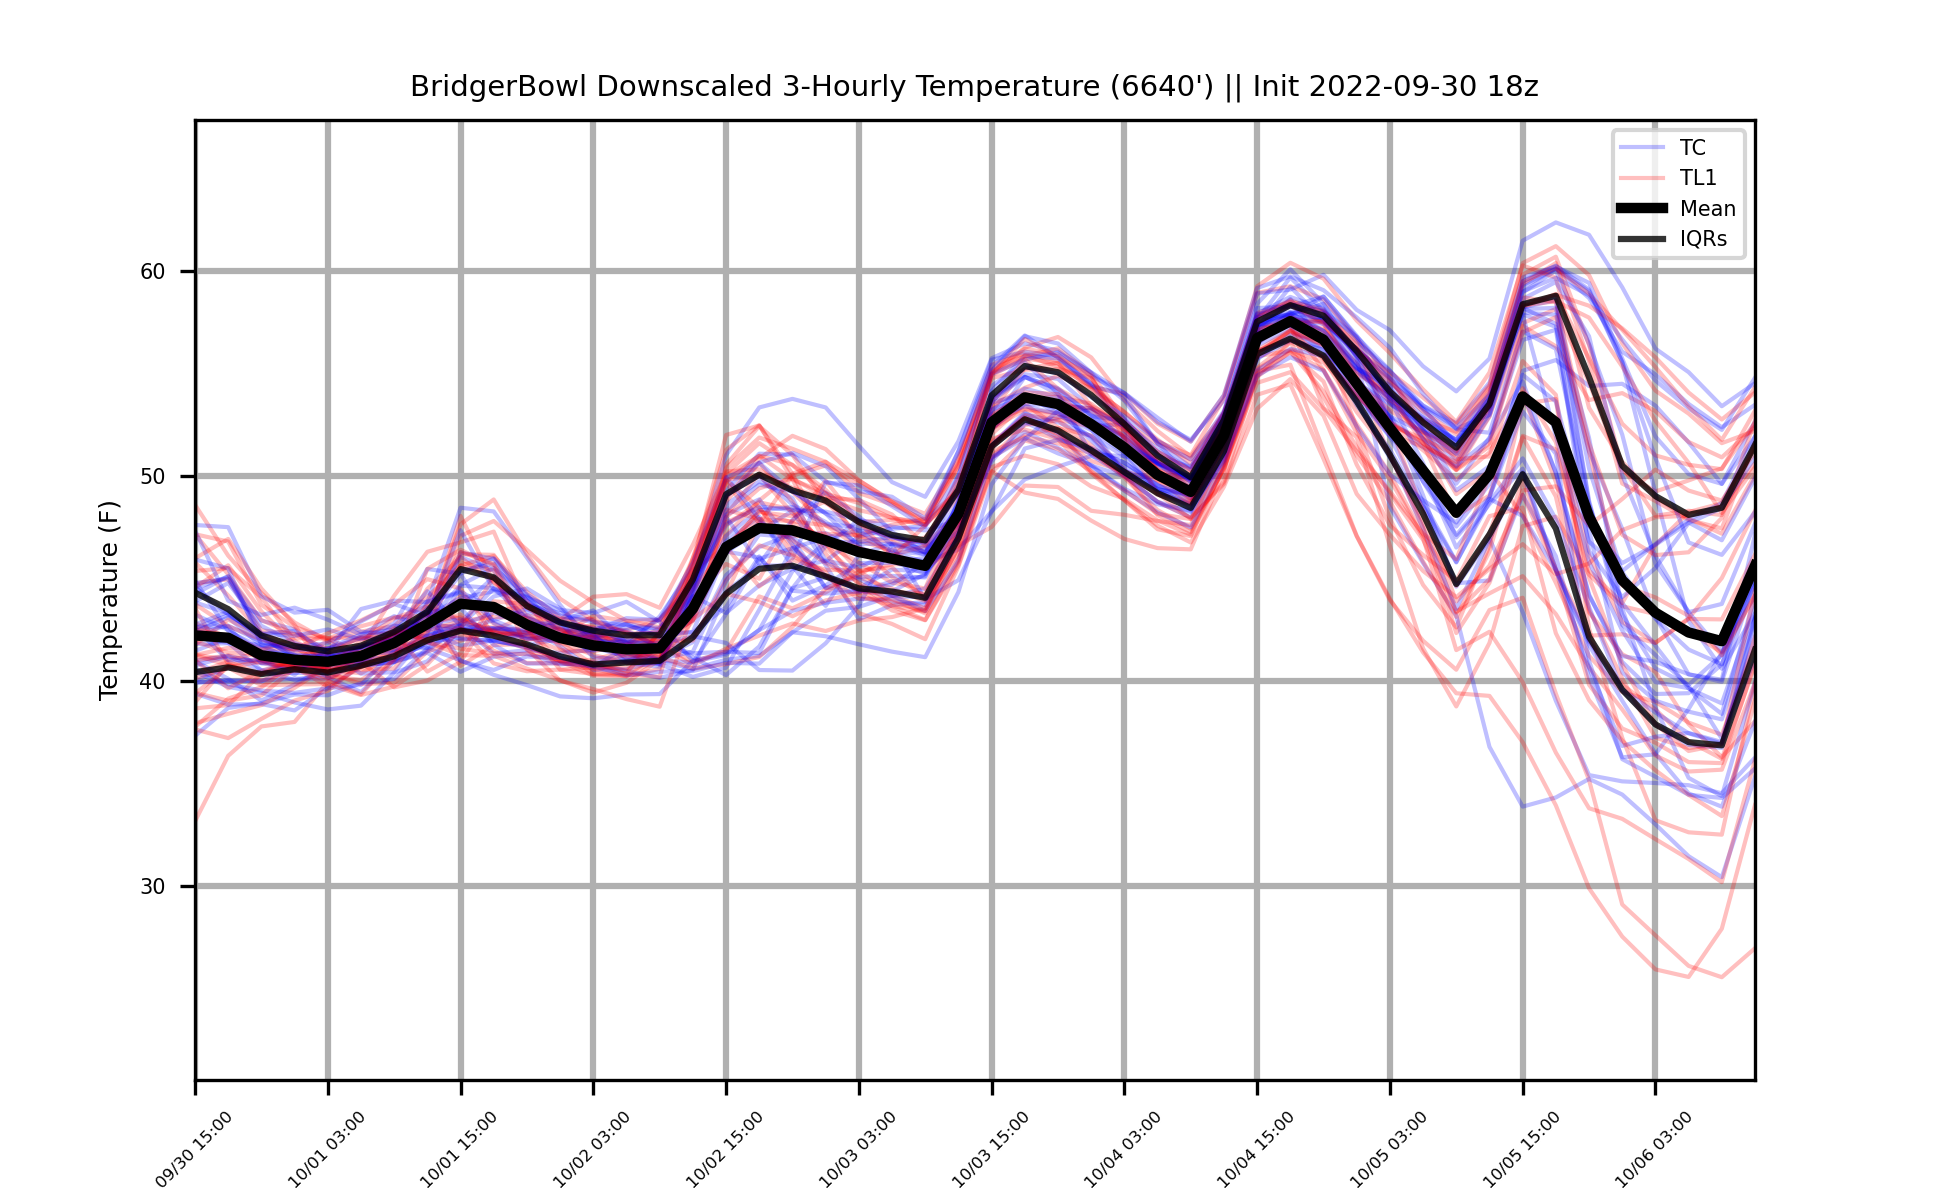 BridgerBowl Downscaled 3-Hourly Temperature (6640') || Init 2022-09-30 18z
TC
TL1
Mean
IQRs
Temperature (F)
60
50
40
30
09/30 15:00
10/01 03:00
10/01 15:00
10/02 03:00
10/02 15:00
10/03 03:00
10/03 15:00
10/04 03:00
10/04 15:00
10/05 03:00
10/05 15:00
10/06 03:00